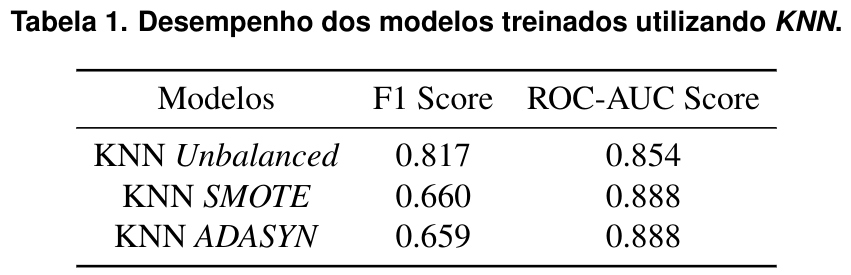 Tabela 1. Desempenho dos modelos treinados utilizando KNN.
Modelos F1 Score ROC-AUC Score
KNN Unbalanced 0.817 0.854
KNN SMOTE 0.660 0.888
KNN ADASYN 0.659 0.888